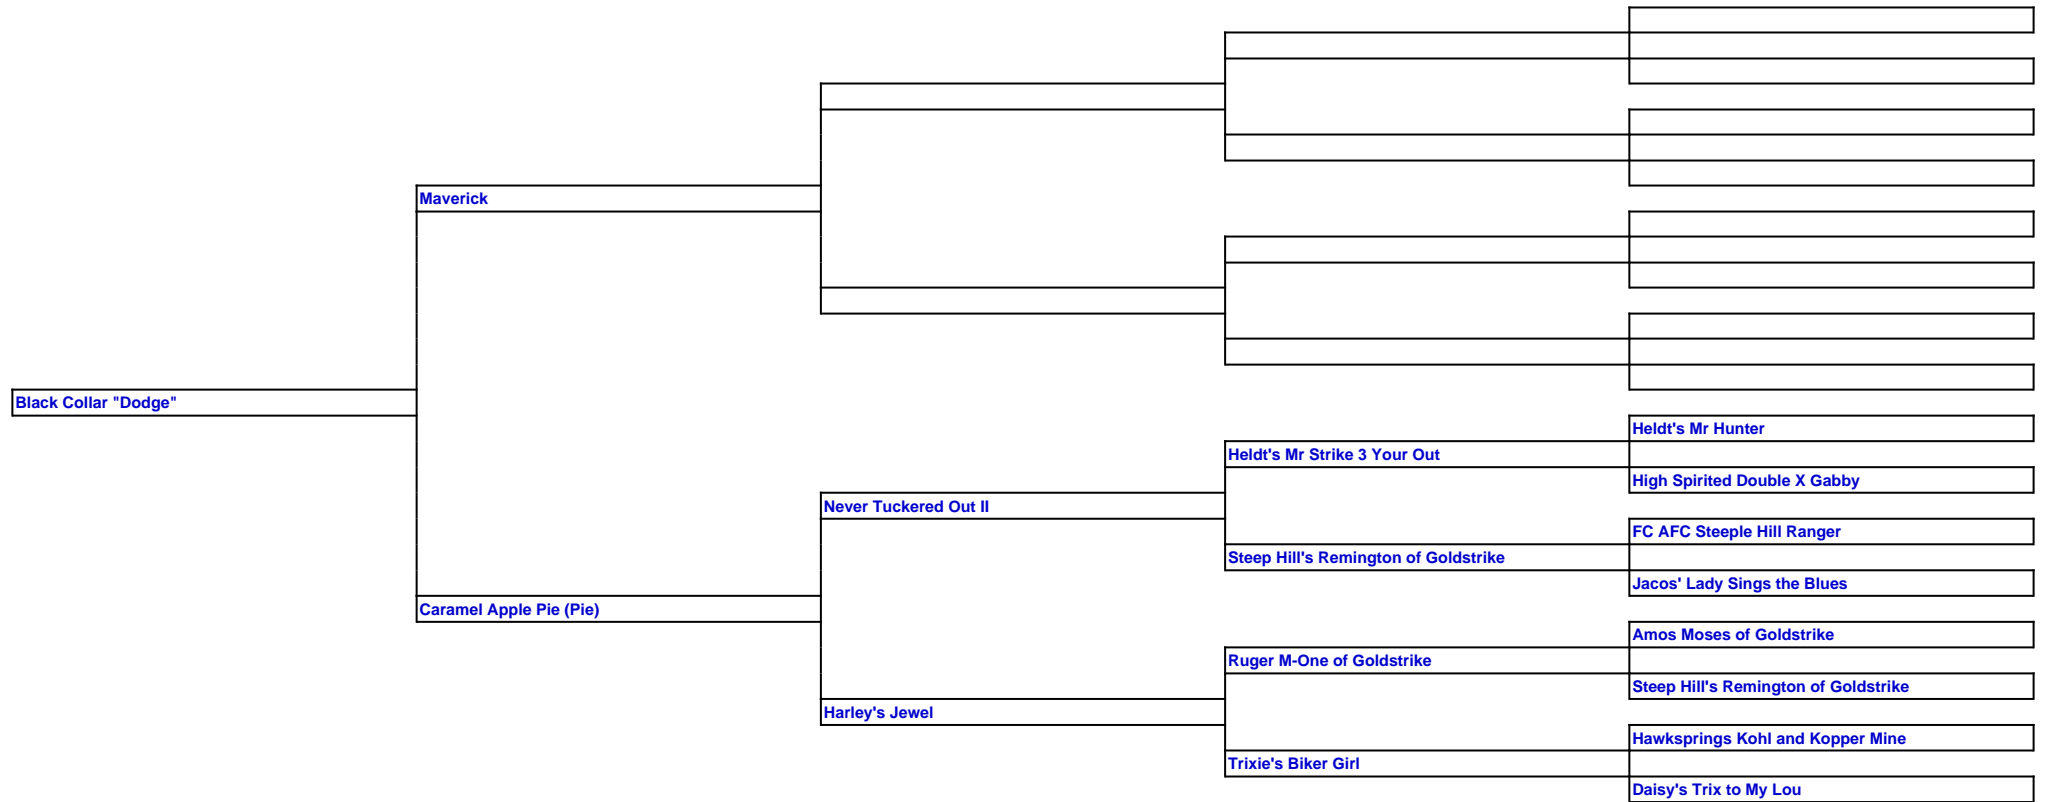 Maverick
Black Collar "Dodge"
Heldt's Mr Hunter
Heldt's Mr Strike 3 Your Out
High Spirited Double X Gabby
Never Tuckered Out II
FC AFC Steeple Hill Ranger
Steep Hill's Remington of Goldstrike
Jacos' Lady Sings the Blues
Caramel Apple Pie (Pie)
Amos Moses of Goldstrike
Ruger M-One of Goldstrike
Steep Hill's Remington of Goldstrike
Harley's Jewel
Hawksprings Kohl and Kopper Mine
Trixie's Biker Girl
Daisy's Trix to My Lou